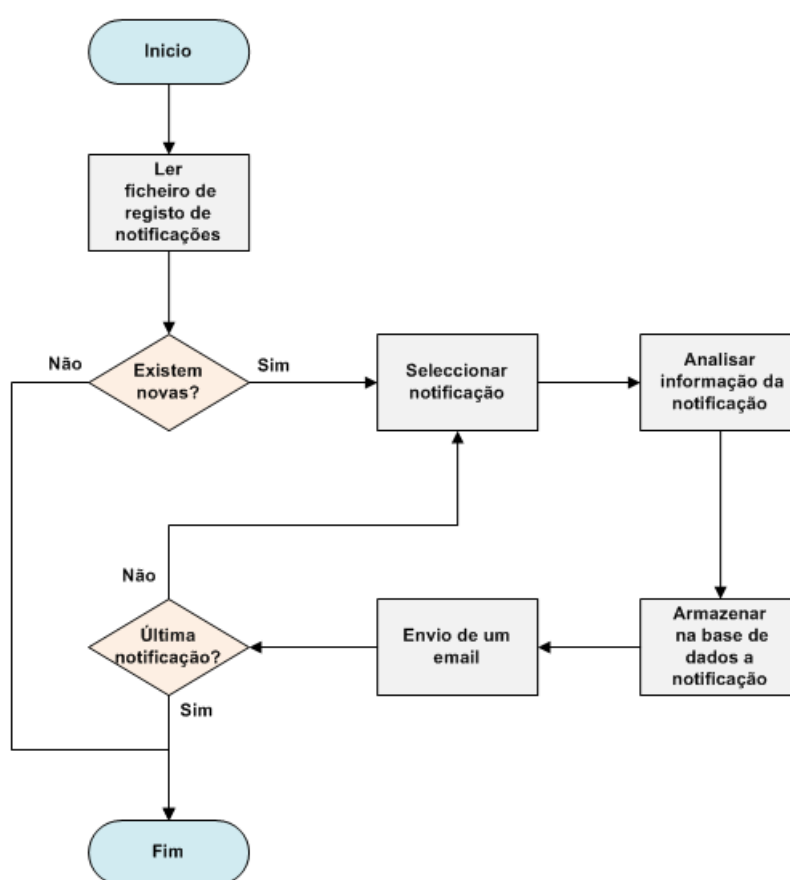 Inicio
Ler
ficheiro de
registo de
notificações
Não
Existem
novas?
Sim
Seleccionar
notificação
Analisar
informação da
notificação
Não
Última
notificação?
Sim
Envio de um
email
Armazenar
na base de
dados a
notificação
Fim